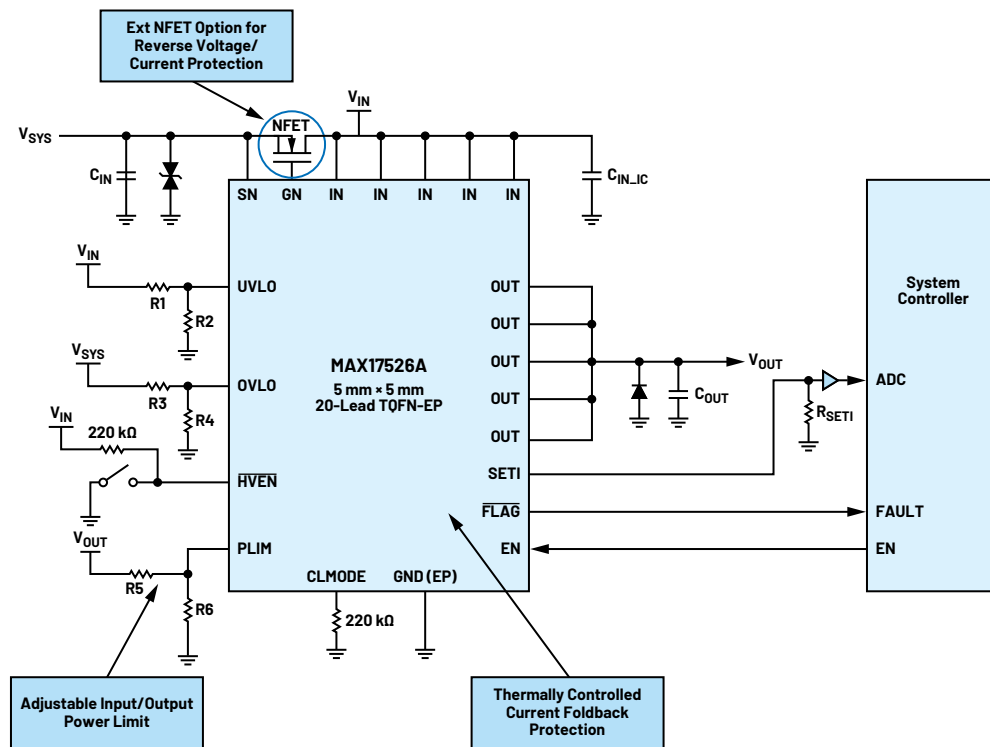 Ext NFET Option for
Reverse Voltage/
Current Protection
VIN
VSYS
NFET
CIN
CIN_IC
SN
GN
IN
IN
IN
IN
IN
VIN
R1
R2
UVLO
VSYS
R3
R4
OVLO
VIN
220 kΩ
HVEN
VOUT
R5
R6
PLIM
MAX17526A
5 mm × 5 mm
20-Lead TQFN-EP
CLMODE
GND (EP)
220 kΩ
OUT
OUT
OUT
OUT
OUT
SETI
FLAG
EN
VOUT
COUT
RSETI
System
Controller
ADC
FAULT
EN
Adjustable Input/Output
Power Limit
Thermally Controlled
Current Foldback
Protection